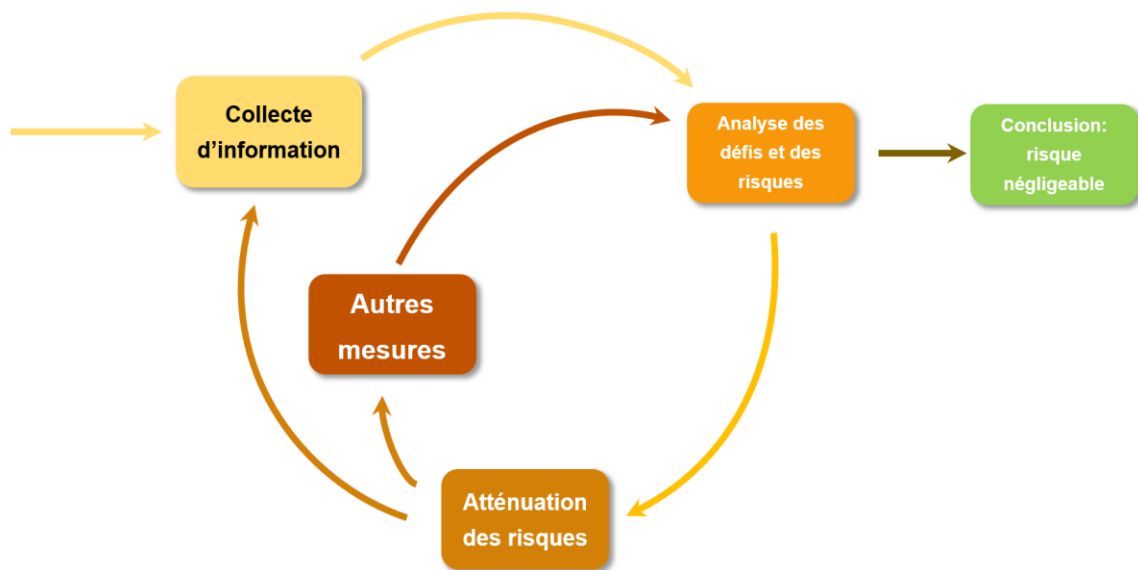 Collecte
d’information
Analyse des
défis et des
risques
Conclusion:
risque
négligeable
Autres
mesures
Atténuation
des risques